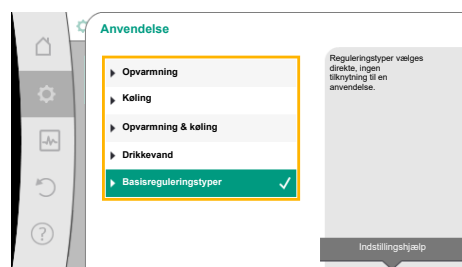 Anvendelse
Opvarmning
Køling
Opvarmning & køling
Drikkevand
Basisreguleringstyper
Reguleringstyper vælges
direkte, ingen
tilknytning til en
anvendelse.
Indstillingshjælp